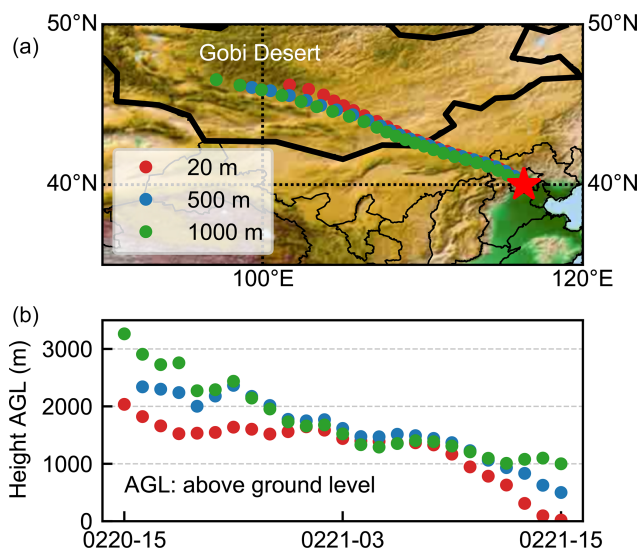 (a)
50°N
50°N
Gobi Desert
20 m
500 m
1000 m
40°N
40°N
100°E
120°E
(b)
Height AGL (m)
3000
2000
1000
0
AGL: above ground level
0220-15
0221-03
0221-15